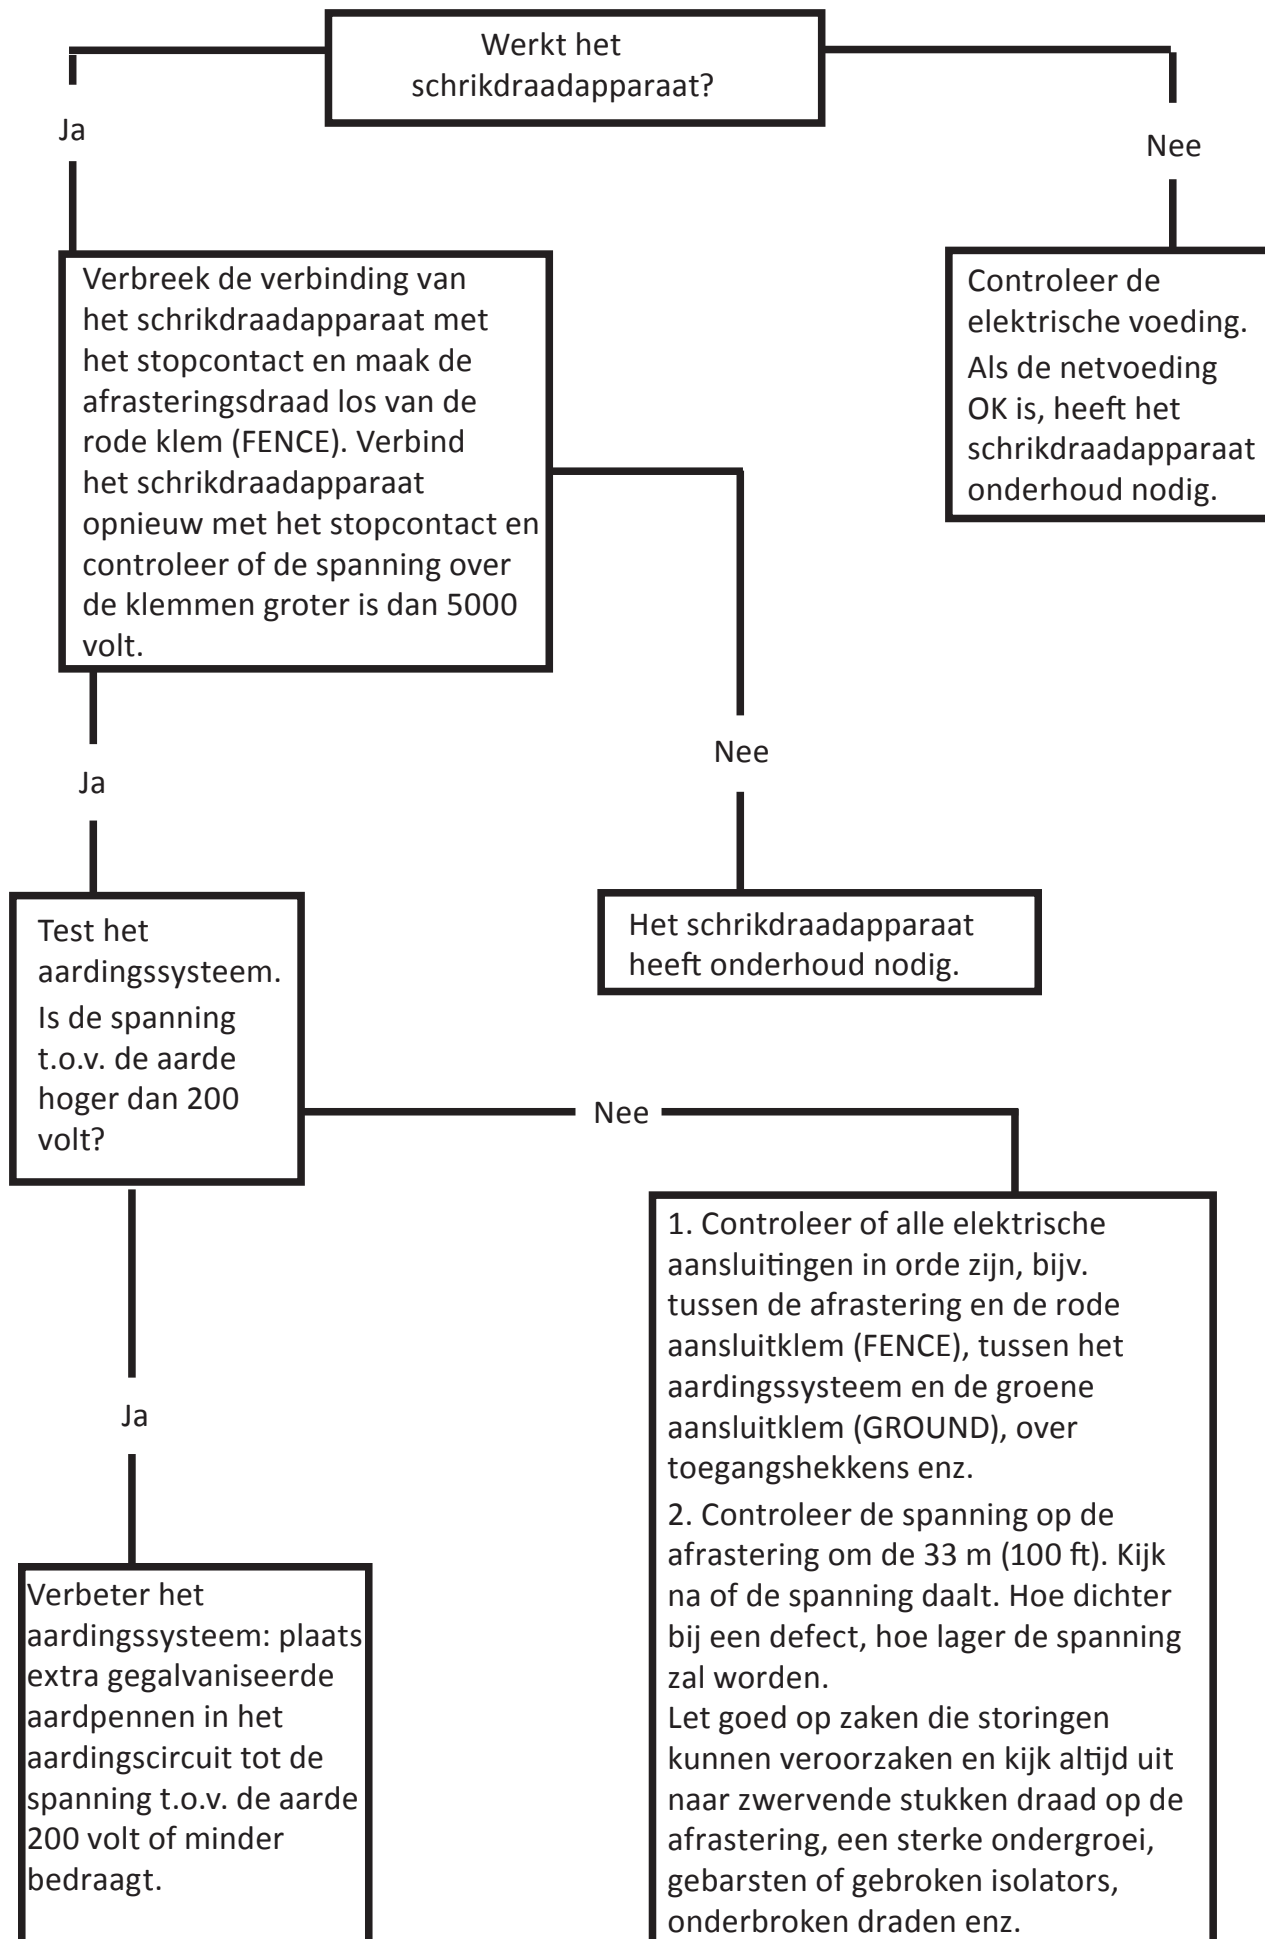 Werkt het
schrikdraadapparaat?
Ja
Nee
Verbreek de verbinding van
het schrikdraadapparaat met
het stopcontact en maak de
afrasteringsdraad los van de
rode klem (FENCE). Verbind
het schrikdraadapparaat
opnieuw met het stopcontact en
controleer of de spanning over
de klemmen groter is dan 5000
volt.
Controleer de
elektrische voeding.
Als de netvoeding
OK is, heeft het
schrikdraadapparaat
onderhoud nodig.
Ja
Nee
Test het
aardingssysteem.
Is de spanning
t.o.v. de aarde
hoger dan 200
volt?
Het schrikdraadapparaat
heeft onderhoud nodig.
Nee
Ja
1. Controleer of alle elektrische
aansluitingen in orde zijn, bijv.
tussen de afrastering en de rode
aansluitklem (FENCE), tussen het
aardingssysteem en de groene
aansluitklem (GROUND), over
toegangshekkens enz.
2. Controleer de spanning op de
afrastering om de 33 m (100 ft). Kijk
na of de spanning daalt. Hoe dichter
bij een defect, hoe lager de spanning
zal worden.
Let goed op zaken die storingen
kunnen veroorzaken en kijk altijd uit
naar zwervende stukken draad op de
afrastering, een sterke ondergroei,
gebarsten of gebroken isolators,
onderbroken draden enz.
Verbeter het
aardingssysteem: plaats
extra gegalvaniseerde
aardpennen in het
aardingscircuit tot de
spanning t.o.v. de aarde
200 volt of minder
bedraagt.